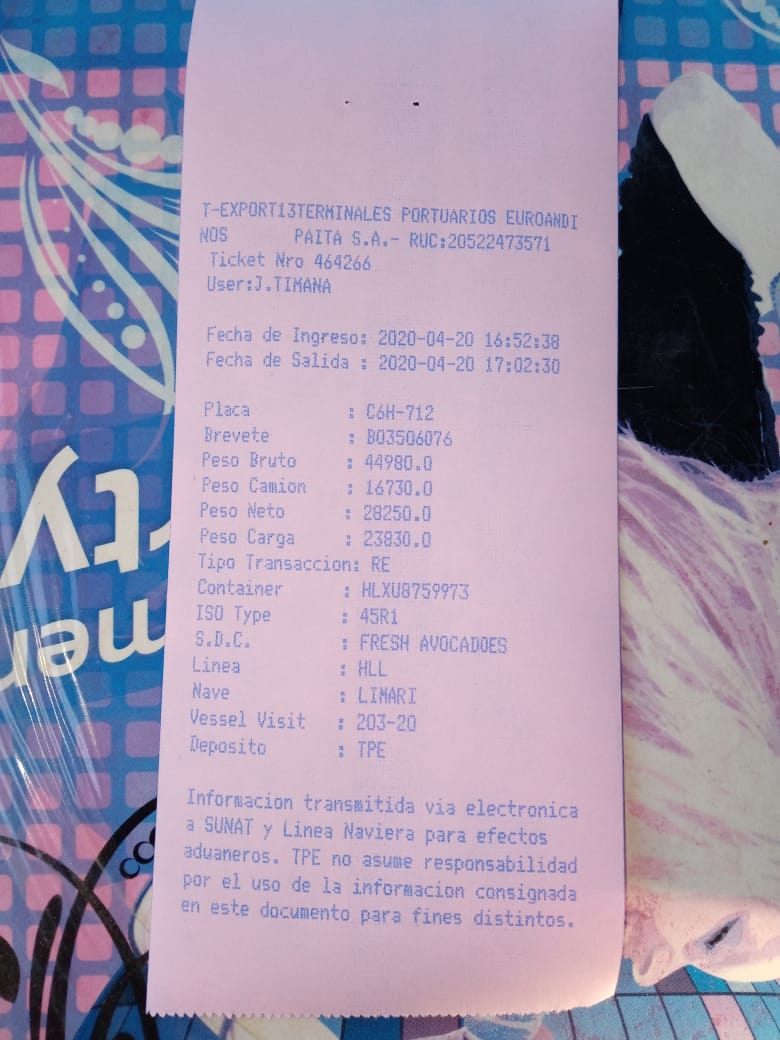 T-EXPORT13TERMINALES PORTUARIOS EUROANDI
NOS PAITA S.A.- RUC:20522473571
Ticket Nro 464266
User:J.TIMANA
Fecha de Ingreso: 2020-04-20 16:52:38
Fecha de Salida : 2020-04-20 17:02:30
Placa : C6H-712
Brevete : B03506076
Peso Bruto : 44980.0
Peso Camion : 16730.0
Peso Neto : 28250.0
Peso Carga : 23830.0
Tipo Transaccion: RE
Container : HLXU8759973
ISO Type : 45R1
S.D.C. : FRESH AVOCADOES
Linea : HLL
Nave : LIMARI
Vessel Visit : 203-20
Deposito : TPE
Informacion transmitida via electronica
a SUNAT y Linea Naviera para efectos
aduaneros. TPE no asume responsabilidad
por el uso de la informacion consignada
en este documento para fines distintos.